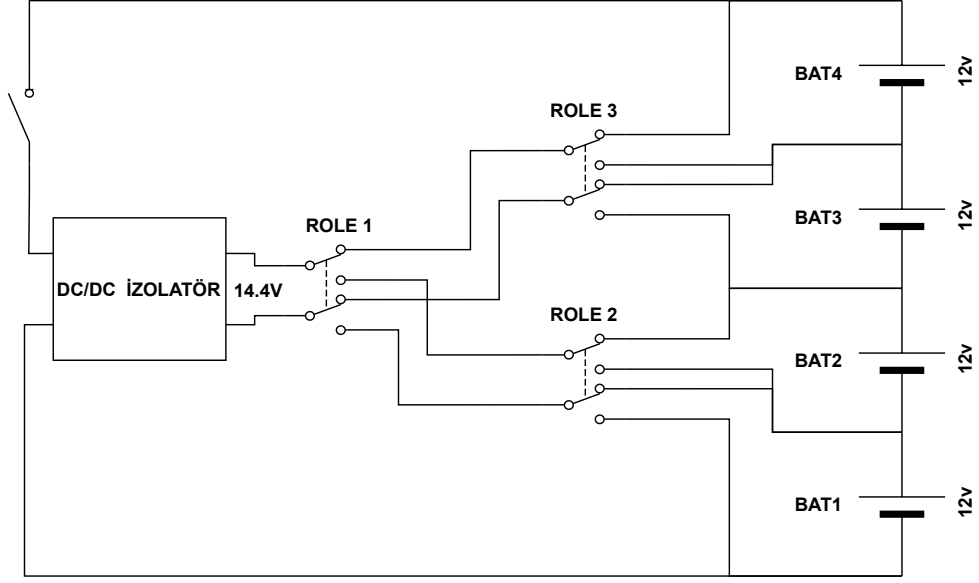 BAT4
12v
ROLE 3
BAT3
12v
ROLE 1
DC/DC İZOLATÖR
14.4V
ROLE 2
BAT2
12v
BAT1
12v